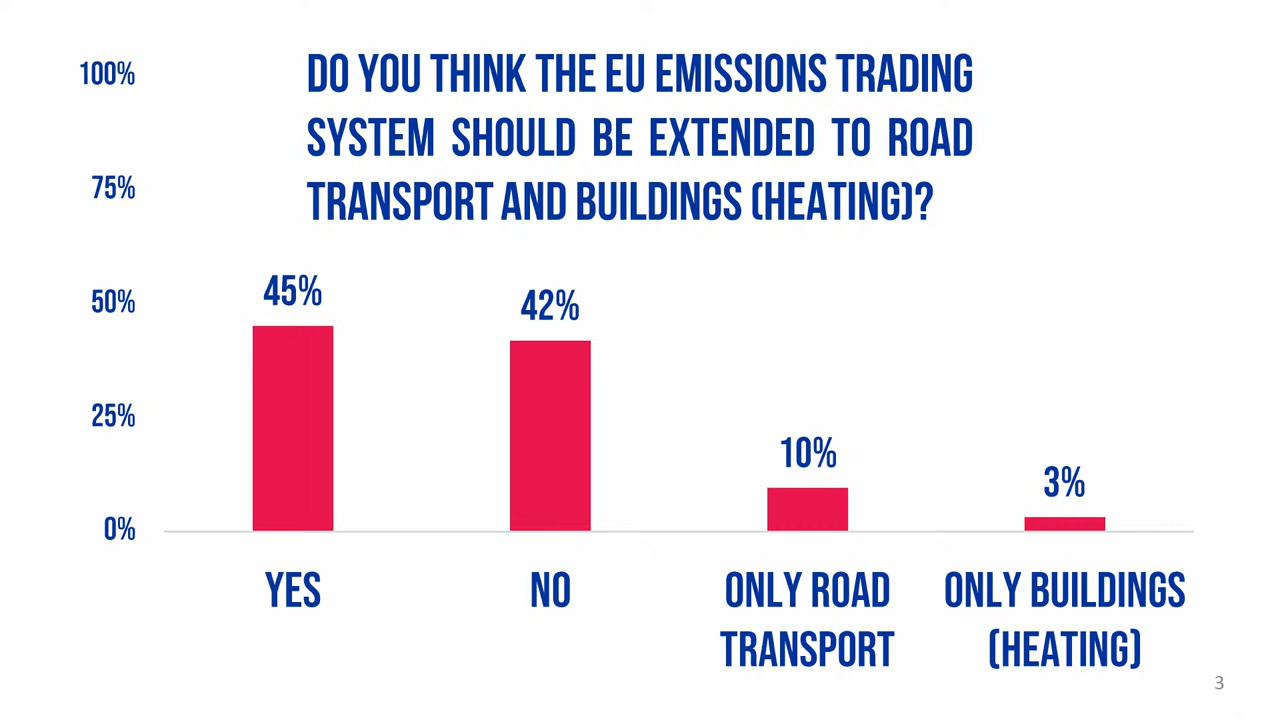 DO YOU THINK THE EU EMISSIONS TRADING
SYSTEM SHOULD BE EXTENDED TO ROAD
TRANSPORT AND BUILDINGS (HEATING)?
100%
75%
50%
25%
0%
45%
42%
10%
3%
YES
NO
ONLY ROAD
TRANSPORT
ONLY BUILDINGS
(HEATING)
3